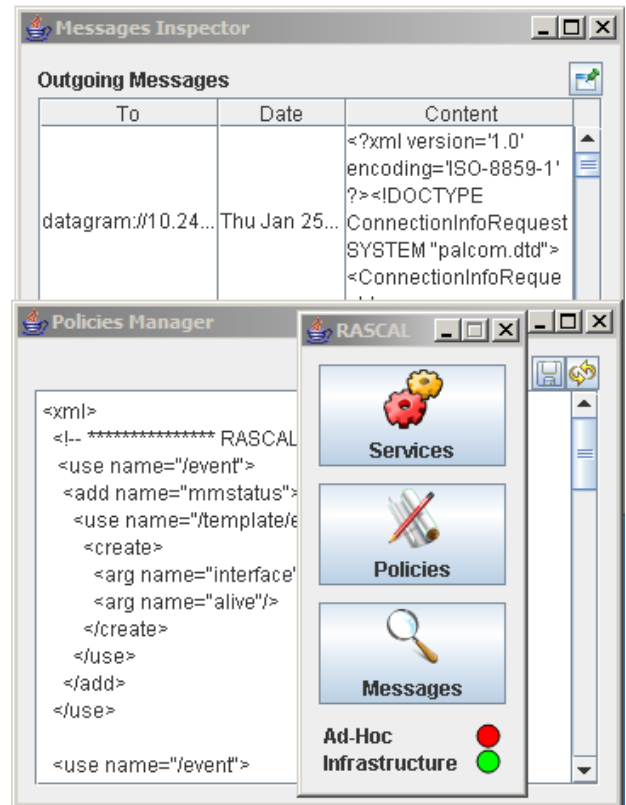 Messages Inspector
Outgoing Messages
To Date Content
<?xml version='1.0'
encoding='ISO-8859-1'
?><!DOCTYPE
ConnectionInfoRequest
datagram://10.24... Thu Jan 25...
SYSTEM "palcom.dtd">
<ConnectionInfoReque
Policies Manager
<xml>
<!-- *************** RASCAL
<use name="/event">
<add name="mmstatus">
<use name="/template/e
<create>
<arg name="interface"
<arg name="alive"/>
</create>
</use>
</add>
</use>
<use name="/event">
RASCAL
Services
Policies
Messages
Ad-Hoc
Infrastructure